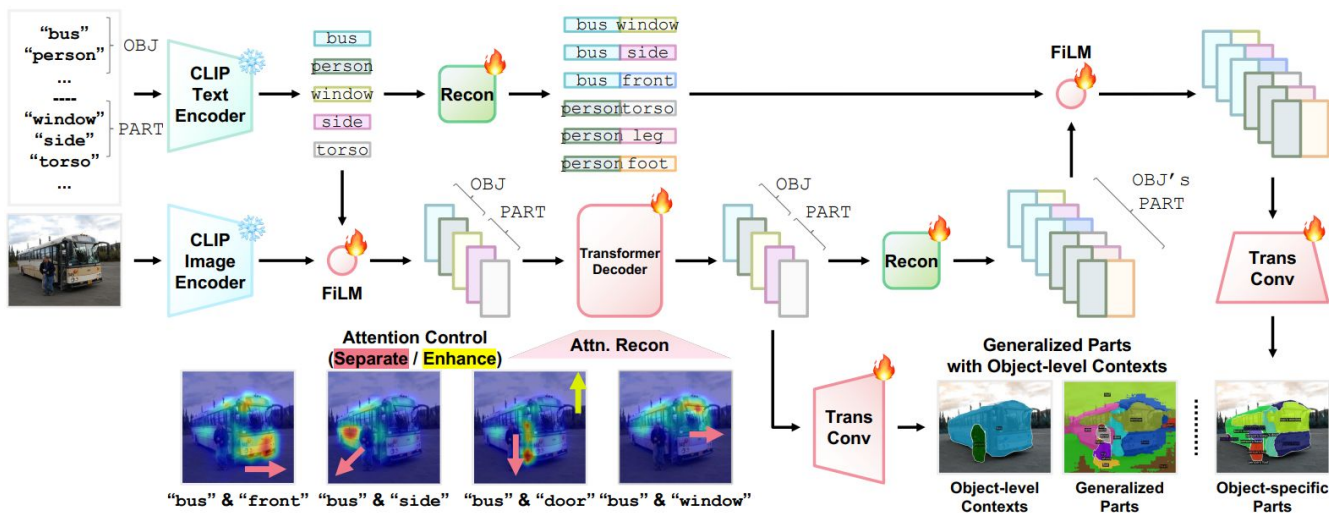 “bus”
“person”
...
----
“window”
“side”
“torso”
...
OBJ
PART
CLIP
Text
Encoder
bus
person
window
side
torso
Recon
bus window
bus side
bus front
person torso
person leg
person foot
FiLM
CLIP
Image
Encoder
FiLM
OBJ
PART
Transformer
Decoder
OBJ
PART
Recon
OBJ's
PART
Trans
Conv
Attention Control
(Separate / Enhance)
Attn. Recon
“bus” & “front”
“bus” & “side”
“bus” & “door”
“bus” & “window”
Trans
Conv
Generalized Parts
with Object-level Contexts
Object-level
Contexts
Generalized
Parts
Object-specific
Parts